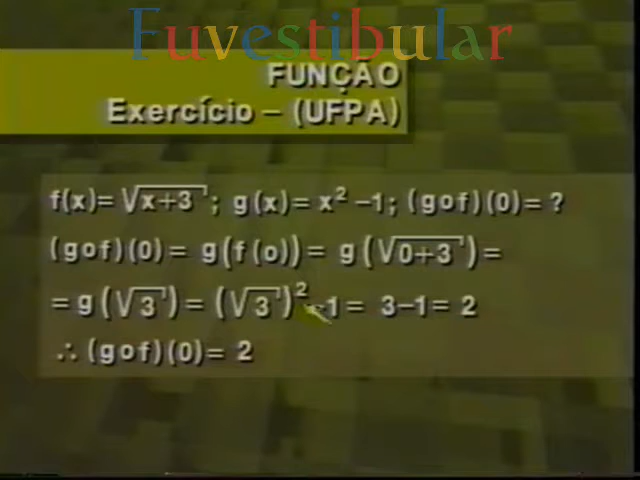 Fuvestibular
FUNÇÃO
Exercício – (UFPA)
f(x)= √x+3 ; g(x)= x² –1; (gof)(0)= ?
(gof)(0)= g(f(o))= g(√0+3)=
= g(√3)= (√3)² –1= 3–1= 2
∴ (gof)(0)= 2